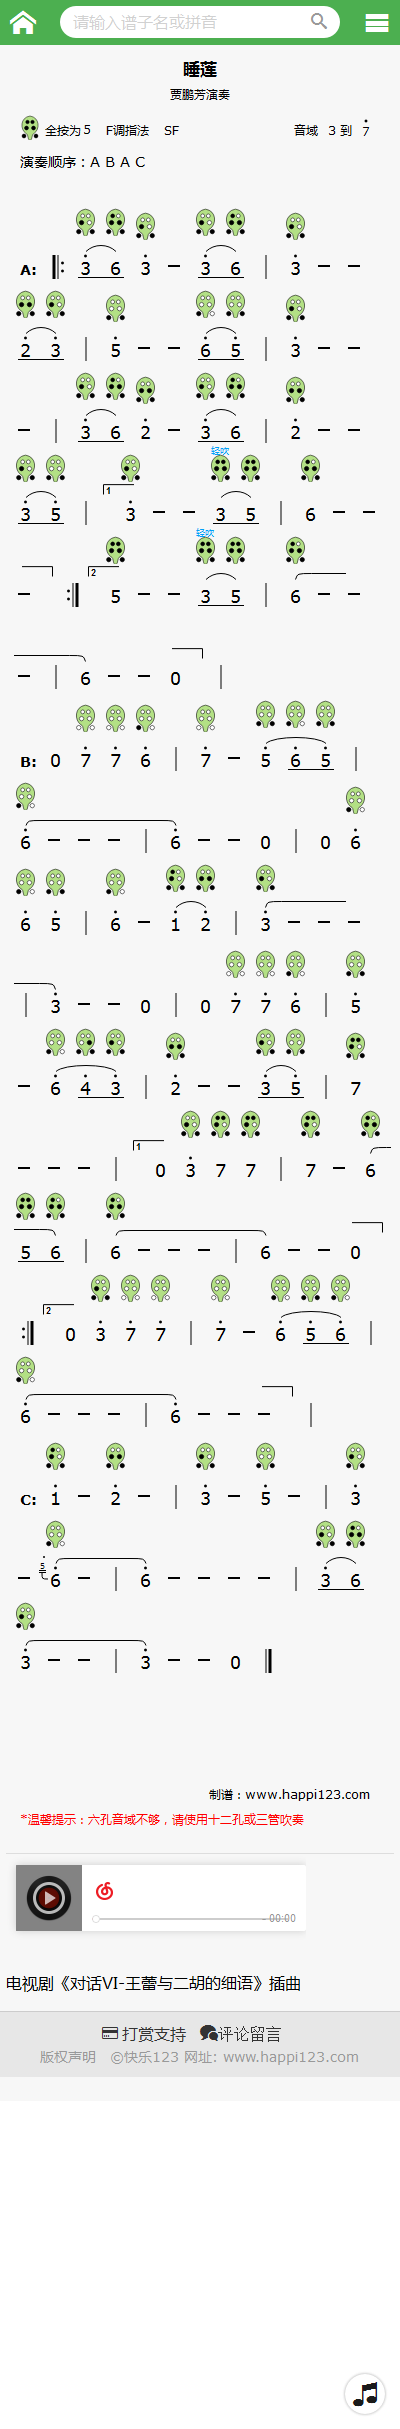 请输入谱子名或拼音
睡莲
贾鹏芳演奏
全按为5 F调指法 SF 音域 3 到 7
演奏顺序：A B A C
A: 3 6 3 - 3 6 | 3 - -
2 3 | 5 - - 6 5 | 3 - -
- | 3 6 2 - 3 6 | 2 - -
轻吹
3 5 | 1 3 - - 3 5 | 6 - -
轻吹
- :| 2 5 - - 3 5 | 6 - -
- | 6 - - 0 |
B: 0 7 7 6 | 7 - 5 6 5 |
6 - - - | 6 - - 0 | 0 6
6 5 | 6 - 1 2 | 3 - - -
| 3 - - 0 | 0 7 7 6 | 5
- 6 4 3 | 2 - - 3 5 | 7
- - - | 1 0 3 7 7 | 7 - 6
5 6 | 6 - - - | 6 - - 0
:| 2 0 3 7 7 | 7 - 6 5 6 |
6 - - - | 6 - - - |
C: 1 - 2 - | 3 - 5 - | 3
- 5 6 - | 6 - - - - | 3 6
3 - - | 3 - - 0 |
制谱：www.happi123.com
*温馨提示：六孔音域不够，请使用十二孔或三管吹奏
- 00:00
电视剧《对话VI-王蕾与二胡的细语》插曲
打赏支持 评论留言
版权声明 ©快乐123 网址: www.happi123.com